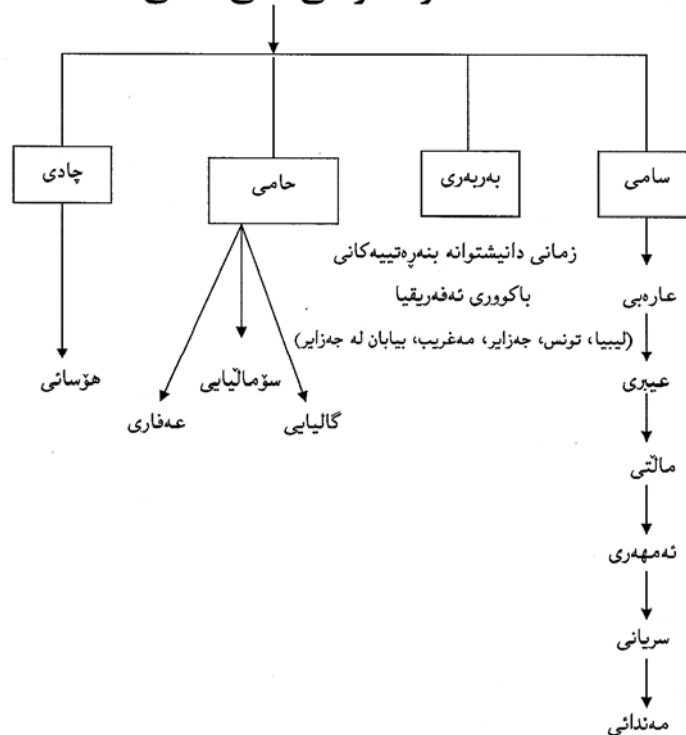 سامی
بەربەری
حامی
چادی
زمانی دانیشتوانە بنەڕەتییەکانی
باکووری ئەفەریقیا
(لیبیا، تونس، جەزایر، مەغریب، بیابان لە جەزایر)
عارەبی
عیبری
ماڵتی
ئەمهەری
سریانی
مەندائی
سۆماڵیایی
گالیایی
عەفاری
هۆسائی